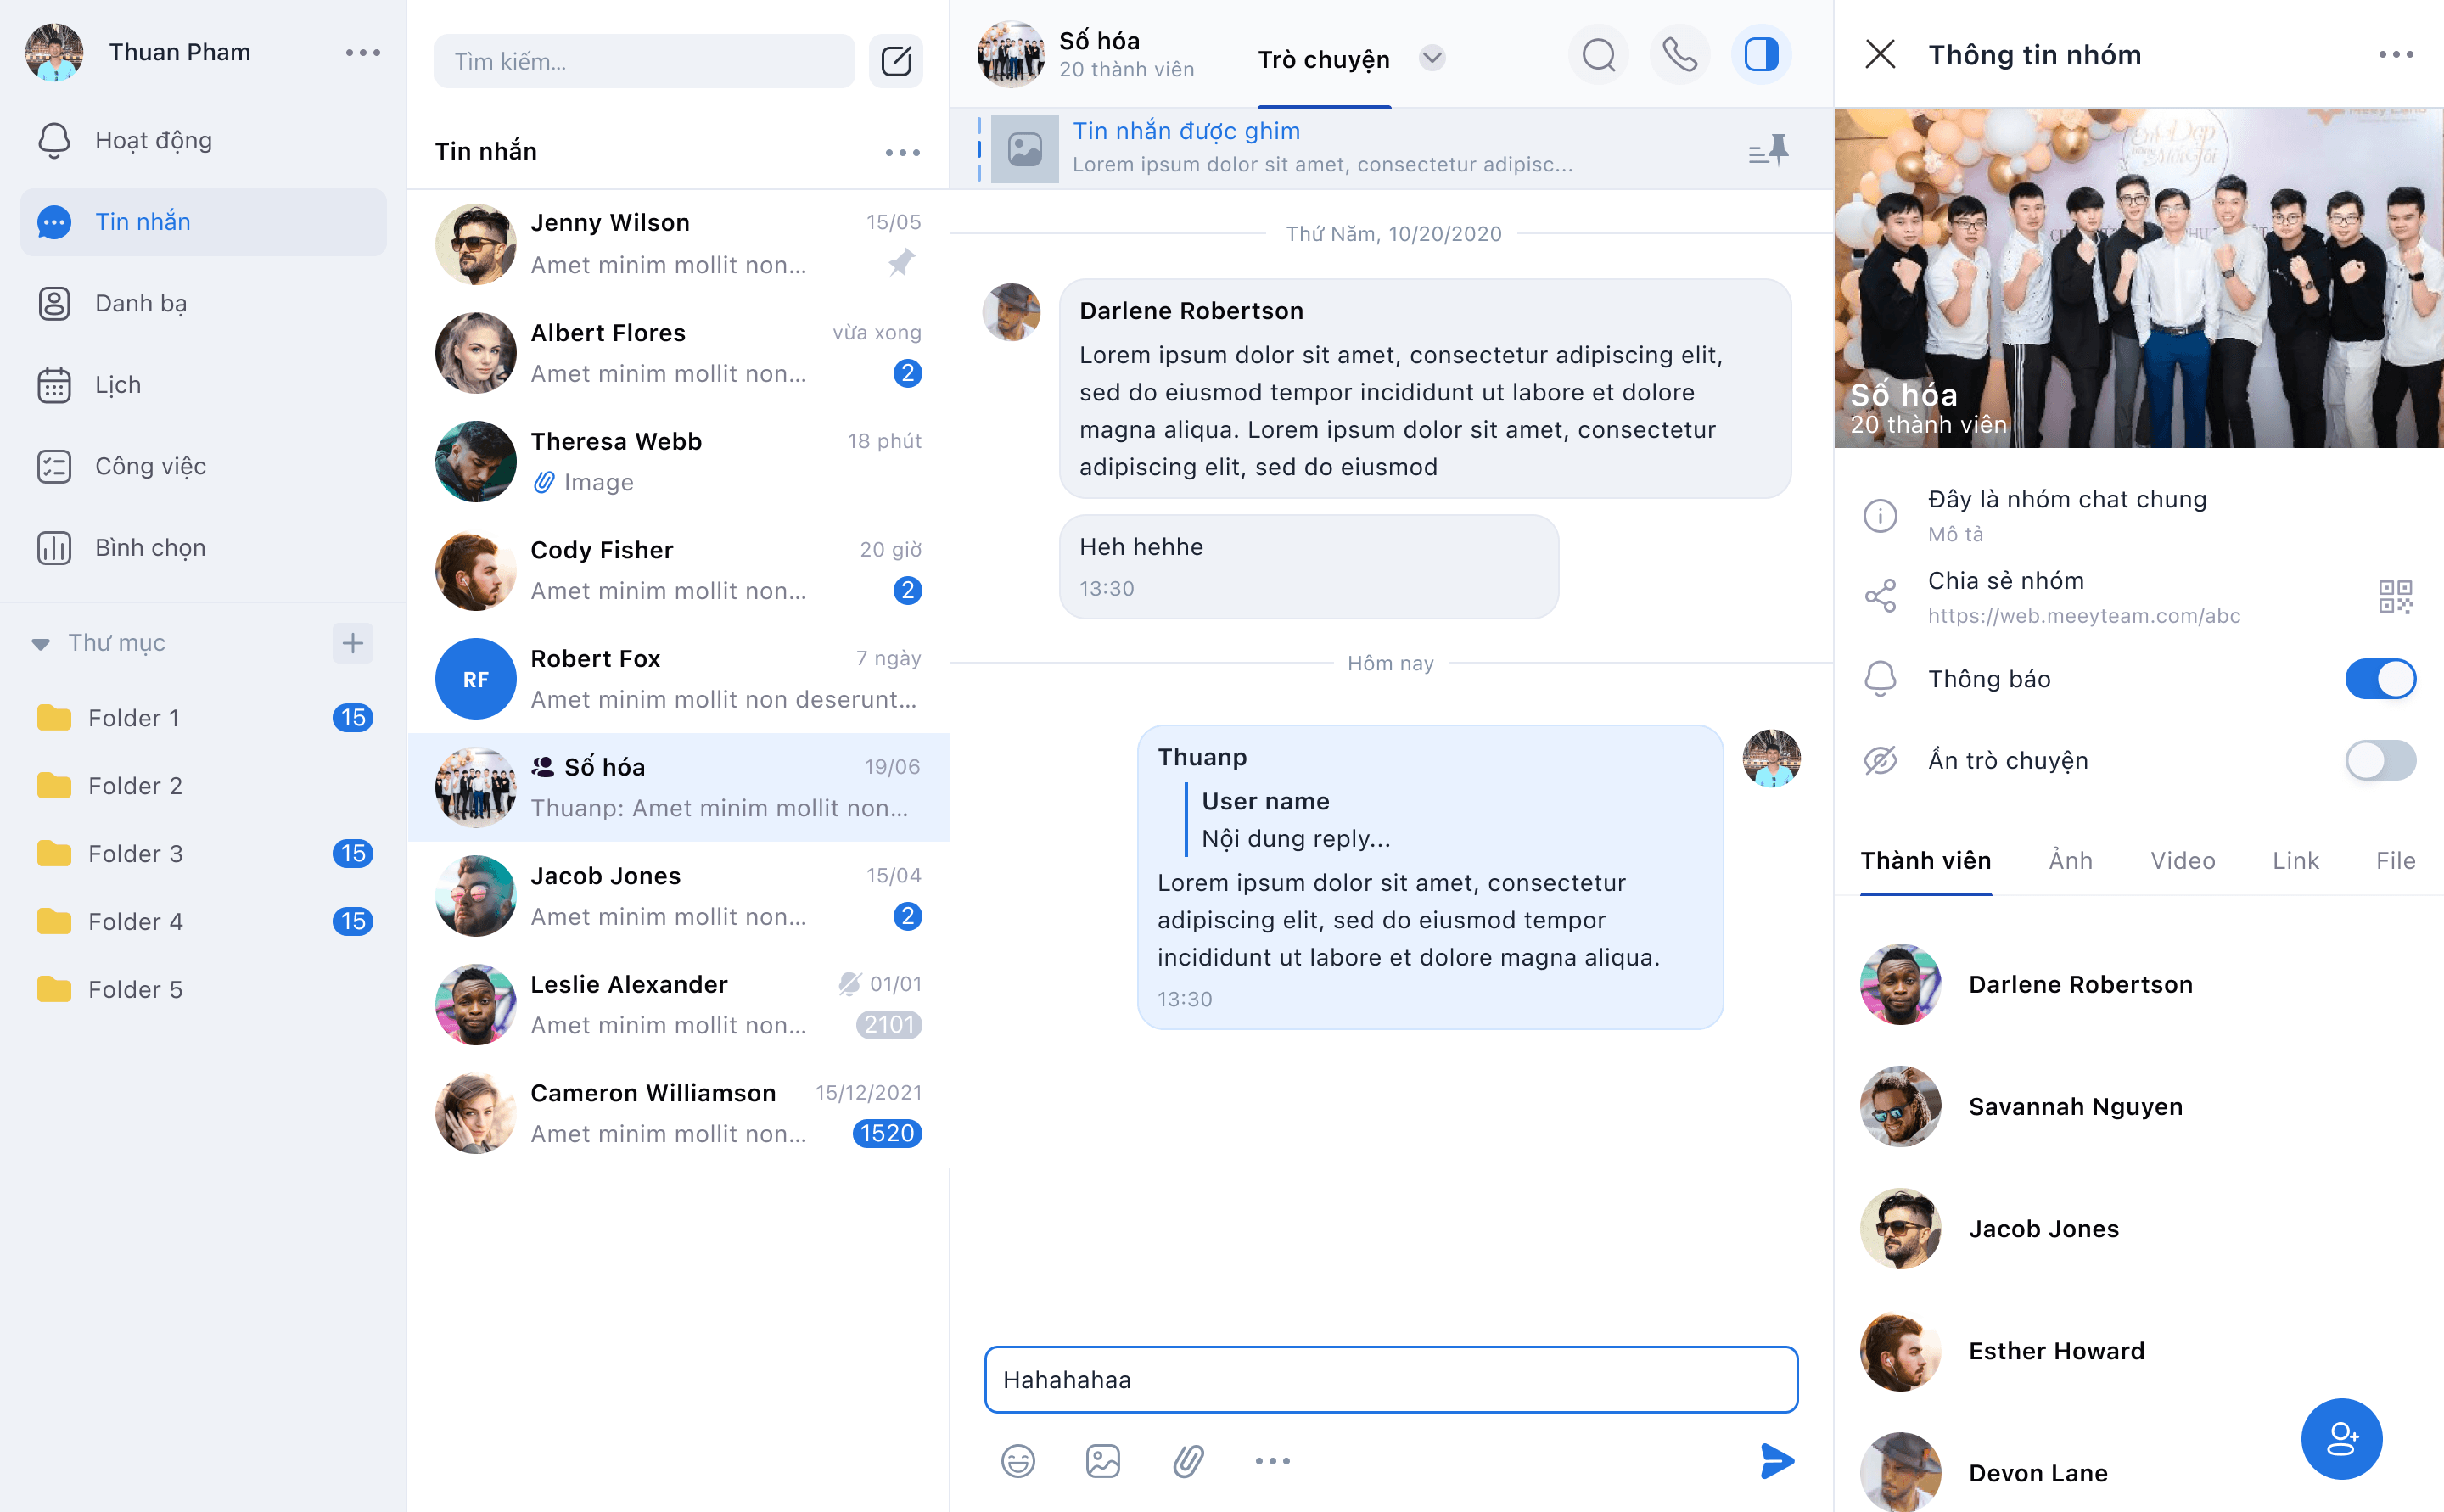 Thuan Pham
Hoạt động
Tin nhắn
Danh bạ
Lịch
Công việc
Bình chọn
Thư mục
Folder 1
15
Folder 2
Folder 3
15
Folder 4
15
Folder 5
Tìm kiếm...
Tin nhắn
Jenny Wilson
15/05
Amet minim mollit non...
Albert Flores
vừa xong
Amet minim mollit non...
2
Theresa Webb
18 phút
Image
Cody Fisher
20 giờ
Amet minim mollit non...
2
RF
Robert Fox
7 ngày
Amet minim mollit non deserunt...
Số hóa
19/06
Thuanp: Amet minim mollit non...
Jacob Jones
15/04
Amet minim mollit non...
2
Leslie Alexander
01/01
Amet minim mollit non...
2101
Cameron Williamson
15/12/2021
Amet minim mollit non...
1520
Số hóa
20 thành viên
Trò chuyện
Tin nhắn được ghim
Lorem ipsum dolor sit amet, consectetur adipisc...
Thứ Năm, 10/20/2020
Darlene Robertson
Lorem ipsum dolor sit amet, consectetur adipiscing elit,
sed do eiusmod tempor incididunt ut labore et dolore
magna aliqua. Lorem ipsum dolor sit amet, consectetur
adipiscing elit, sed do eiusmod
Heh hehhe
13:30
Hôm nay
Thuanp
User name
Nội dung reply...
Lorem ipsum dolor sit amet, consectetur
adipiscing elit, sed do eiusmod tempor
incididunt ut labore et dolore magna aliqua.
13:30
Hahahahaa
Thông tin nhóm
Meey Land
Em Đẹp
Mắt Tôi
Số hóa
20 thành viên
Đây là nhóm chat chung
Mô tả
Chia sẻ nhóm
https://web.meeyteam.com/abc
Thông báo
Ẩn trò chuyện
Thành viên
Ảnh
Video
Link
File
Darlene Robertson
Savannah Nguyen
Jacob Jones
Esther Howard
Devon Lane